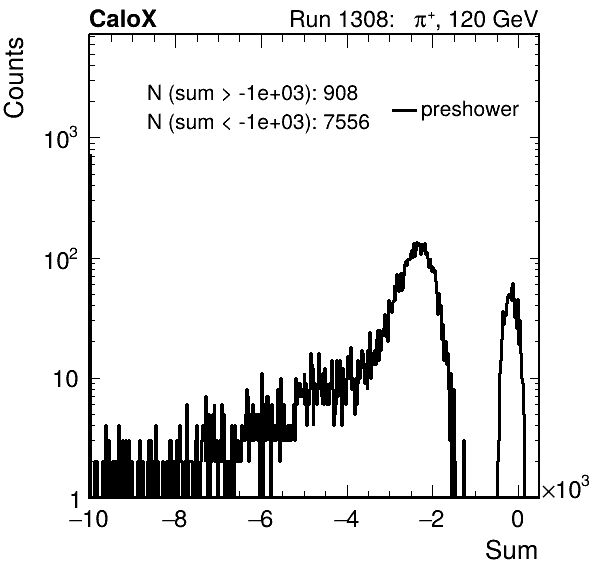 CaloX Run 1308: π⁺, 120 GeV
Counts
N (sum > -1e+03): 908
N (sum < -1e+03): 7556
preshower
10³
10²
10
1
−10 −8 −6 −4 −2 0 ×10³
Sum